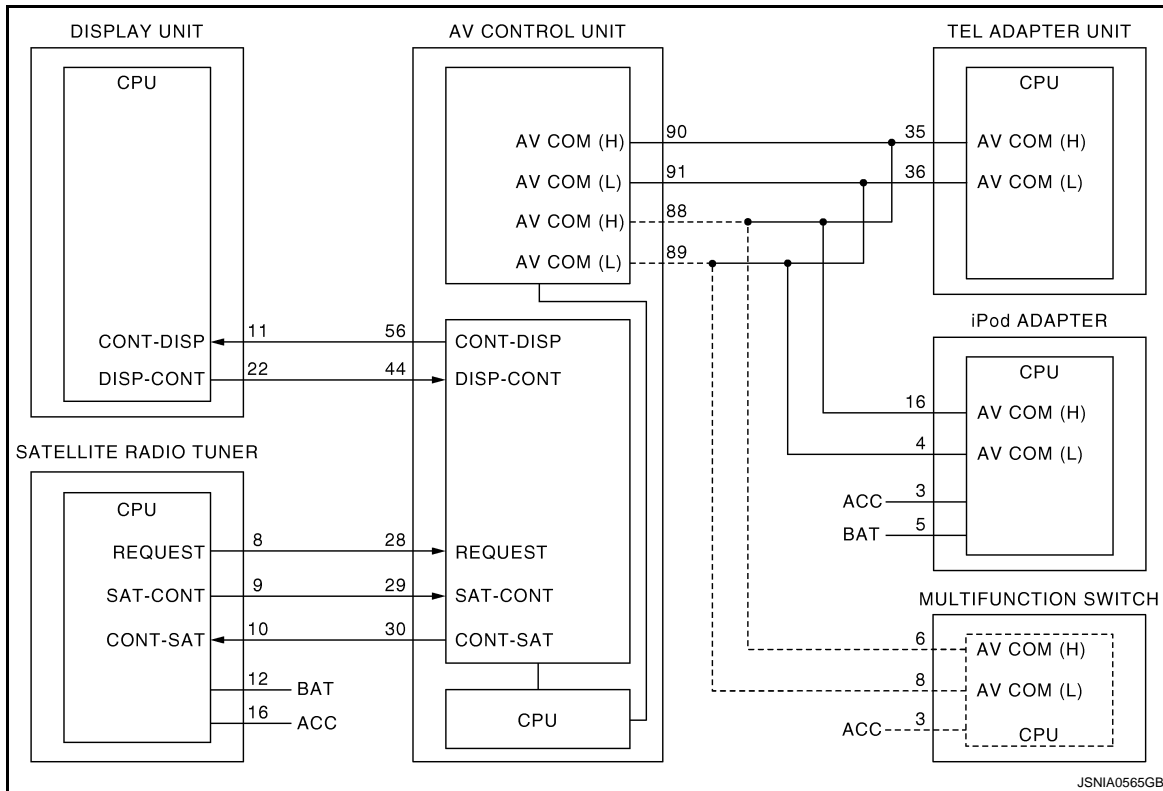 DISPLAY UNIT
CPU
CONT-DISP
DISP-CONT
11
22
SATELLITE RADIO TUNER
CPU
REQUEST
SAT-CONT
CONT-SAT
8
9
10
12
BAT
16
ACC
AV CONTROL UNIT
AV COM (H)
AV COM (L)
AV COM (H)
AV COM (L)
90
91
88
89
56
CONT-DISP
44
DISP-CONT
28
REQUEST
29
SAT-CONT
30
CONT-SAT
CPU
TEL ADAPTER UNIT
CPU
35
AV COM (H)
36
AV COM (L)
iPod ADAPTER
CPU
16
AV COM (H)
4
AV COM (L)
ACC
3
BAT
5
MULTIFUNCTION SWITCH
6
AV COM (H)
8
AV COM (L)
ACC
3
CPU
JSNIA0565GB